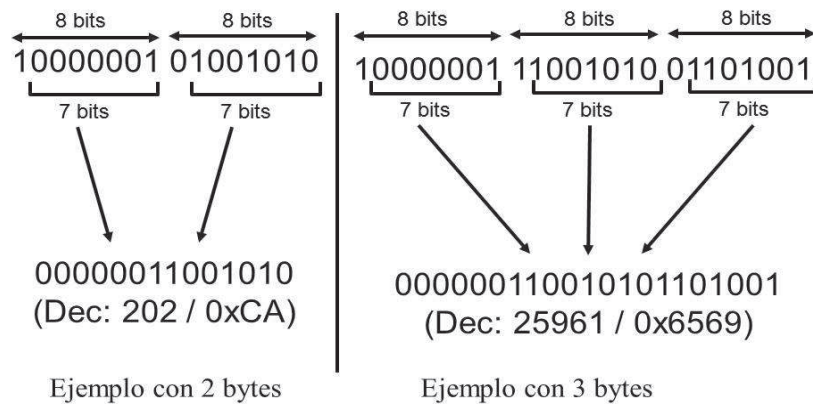 8 bits 8 bits
10000001 01001010
7 bits 7 bits
00000011001010
(Dec: 202 / 0xCA)
Ejemplo con 2 bytes
8 bits 8 bits 8 bits
10000001 11001010 01101001
7 bits 7 bits 7 bits
000000110010101101001
(Dec: 25961 / 0x6569)
Ejemplo con 3 bytes